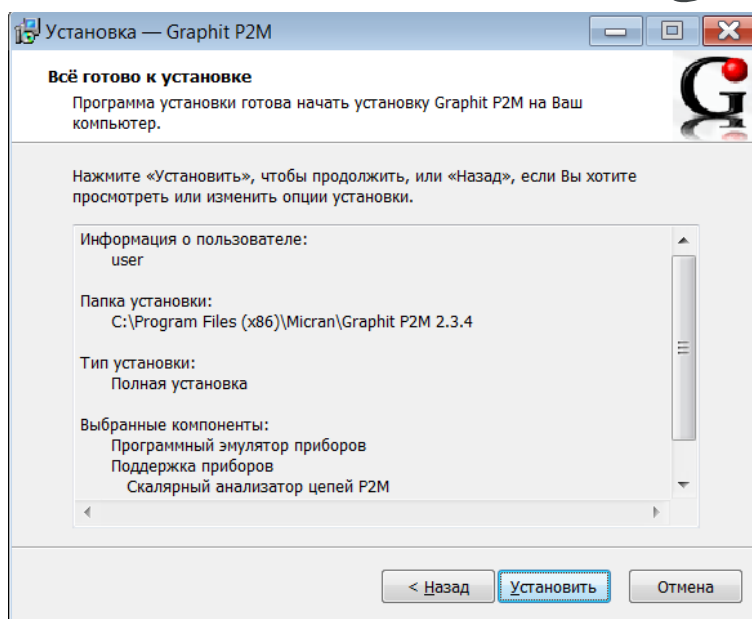 Установка — Graphit P2M
Всё готово к установке
Программа установки готова начать установку Graphit P2M на Ваш
компьютер.
Нажмите «Установить», чтобы продолжить, или «Назад», если Вы хотите
просмотреть или изменить опции установки.
Информация о пользователе:
user
Папка установки:
C:\Program Files (x86)\Micran\Graphit P2M 2.3.4
Тип установки:
Полная установка
Выбранные компоненты:
Программный эмулятор приборов
Поддержка приборов
Скалярный анализатор цепей Р2М
< Назад
Установить
Отмена